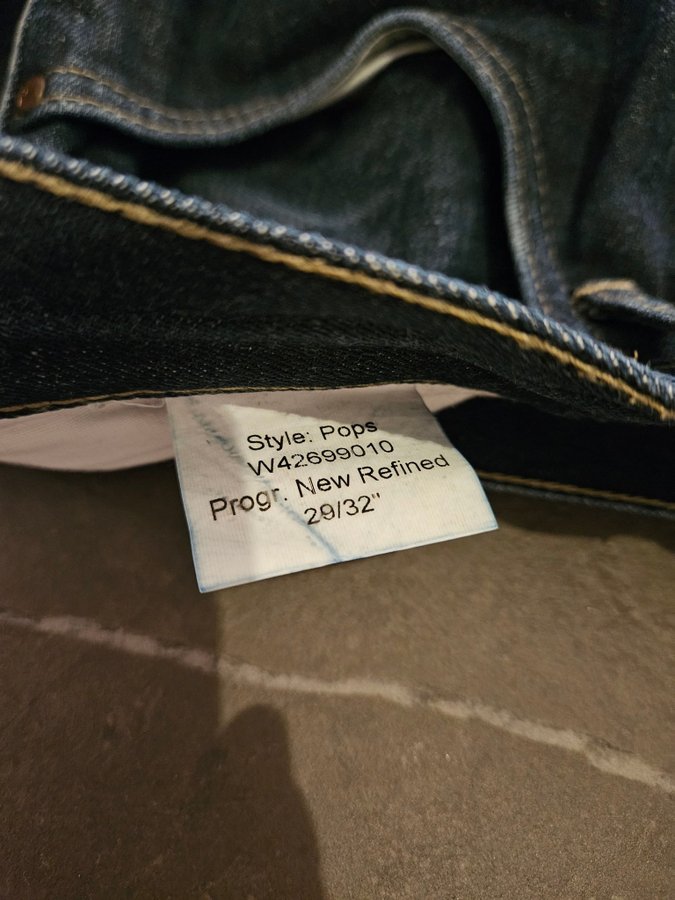 Style: Pops
W42699010
Progr. New Refined
29/32"